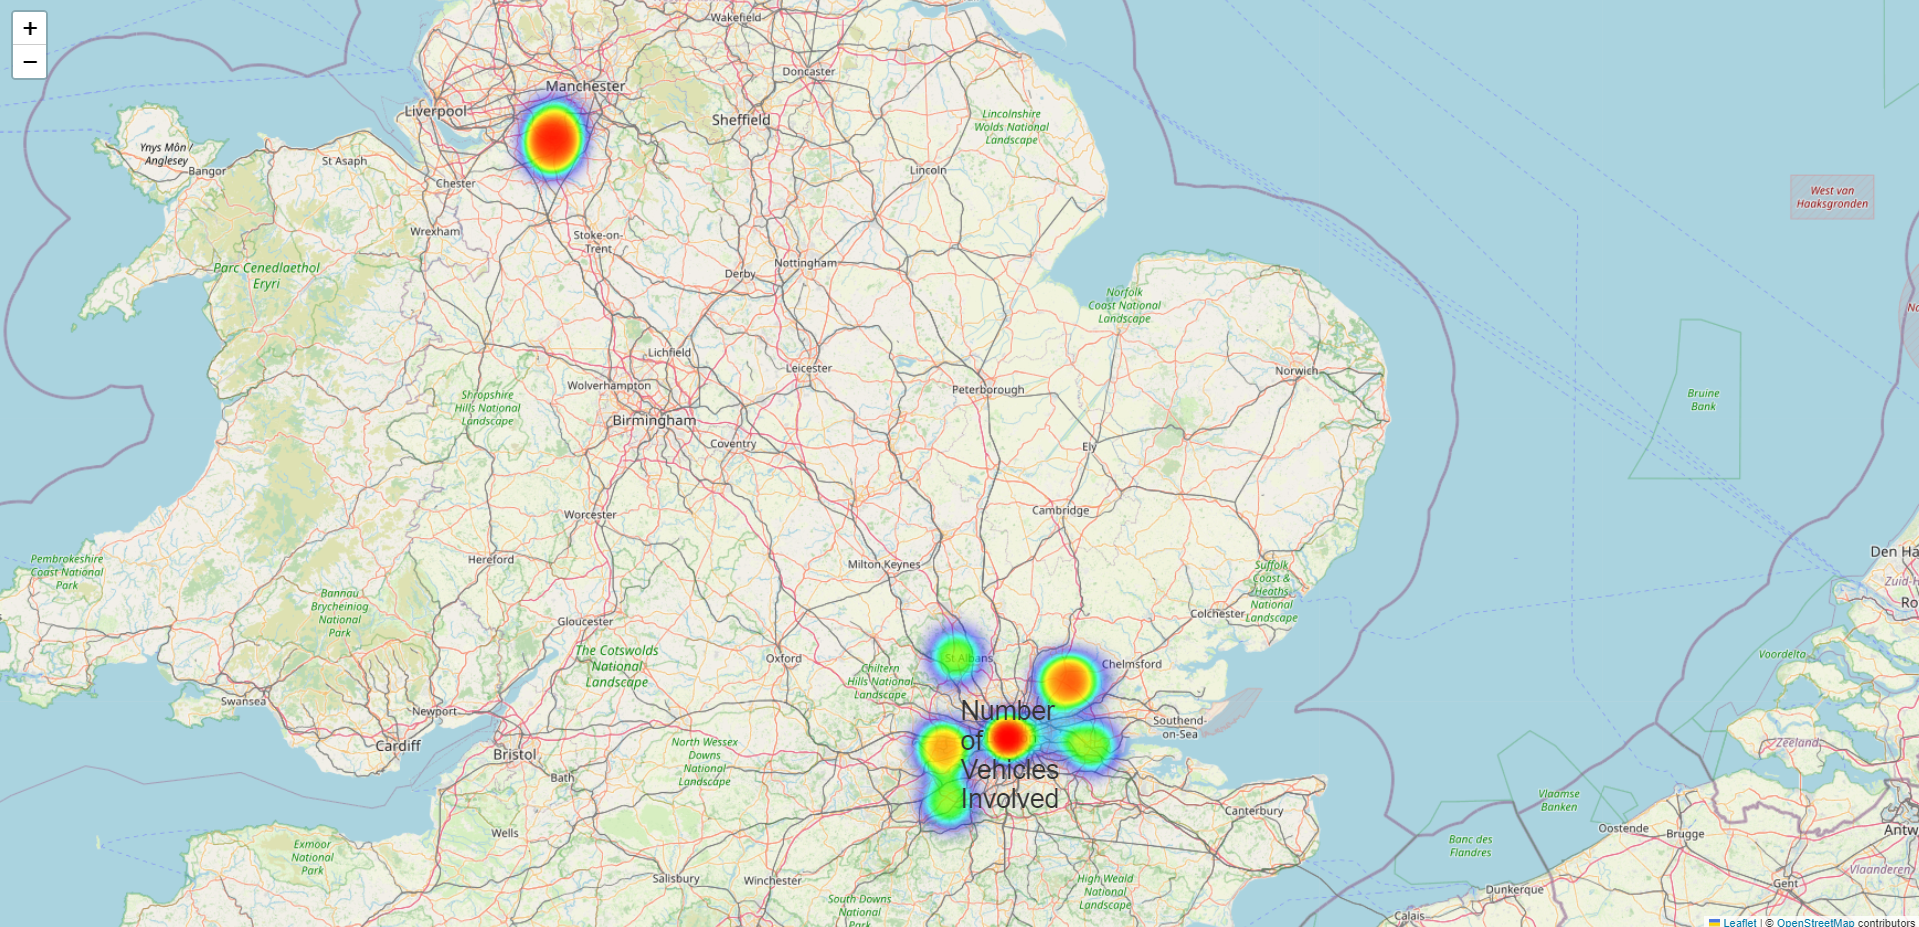 +
−
Wakefield
Doncaster
Manchester
Liverpool
Sheffield
Lincolnshire
Wolds National
Landscape
Ynys Môn /
Anglesey
Bangor
St Asaph
Chester
Lincoln
West van
Haaksgronden
Wrexham
Stoke-on-
Trent
Nottingham
Derby
Parc Cenedlaethol
Eryri
Norfolk
Coast National
Landscape
Lichfield
Leicester
Norwich
Wolverhampton
Peterborough
Shropshire
Hills National
Landscape
Bruine
Bank
Birmingham
Coventry
Ely
Worcester
Cambridge
Hereford
Milton Keynes
Den Ha
Pembrokeshire
Coast National
Park
Suffolk
Coast &
Heaths
National
Landscape
Zuid-H
Ro
Bannau
Brycheiniog
National
Park
Gloucester
Colchester
The Cotswolds
National
Landscape
Oxford
St Albans
Chelmsford
Voordelta
Chiltern
Hills National
Landscape
Swansea
Newport
Number
of
Vehicles
Involved
Southend-
on-Sea
Cardiff
Bristol
North Wessex
Downs
National
Landscape
Zeeland
Bath
Vlaamse
Banken
Canterbury
Wells
Oostende
Brugge
Antw
Exmoor
National
Park
Banc des
Flandres
Salisbury
Winchester
High Weald
National
Landscape
Vlaanderen
Gent
South Downs
National
Park
Dunkerque
Calais
Leaflet | © OpenStreetMap contributors